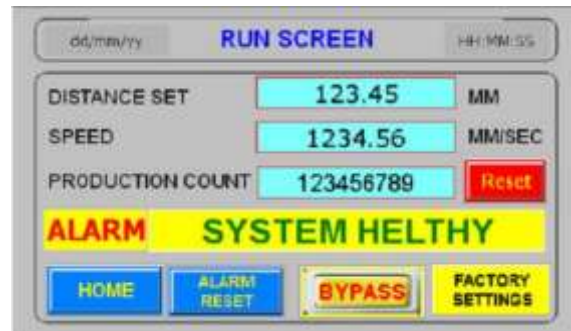 dd/mm/yy RUN SCREEN HH:MM:SS
DISTANCE SET 123.45 MM
SPEED 1234.56 MM/SEC
PRODUCTION COUNT 123456789 Reset
ALARM SYSTEM HELTHY
HOME ALARM RESET BYPASS FACTORY SETTINGS